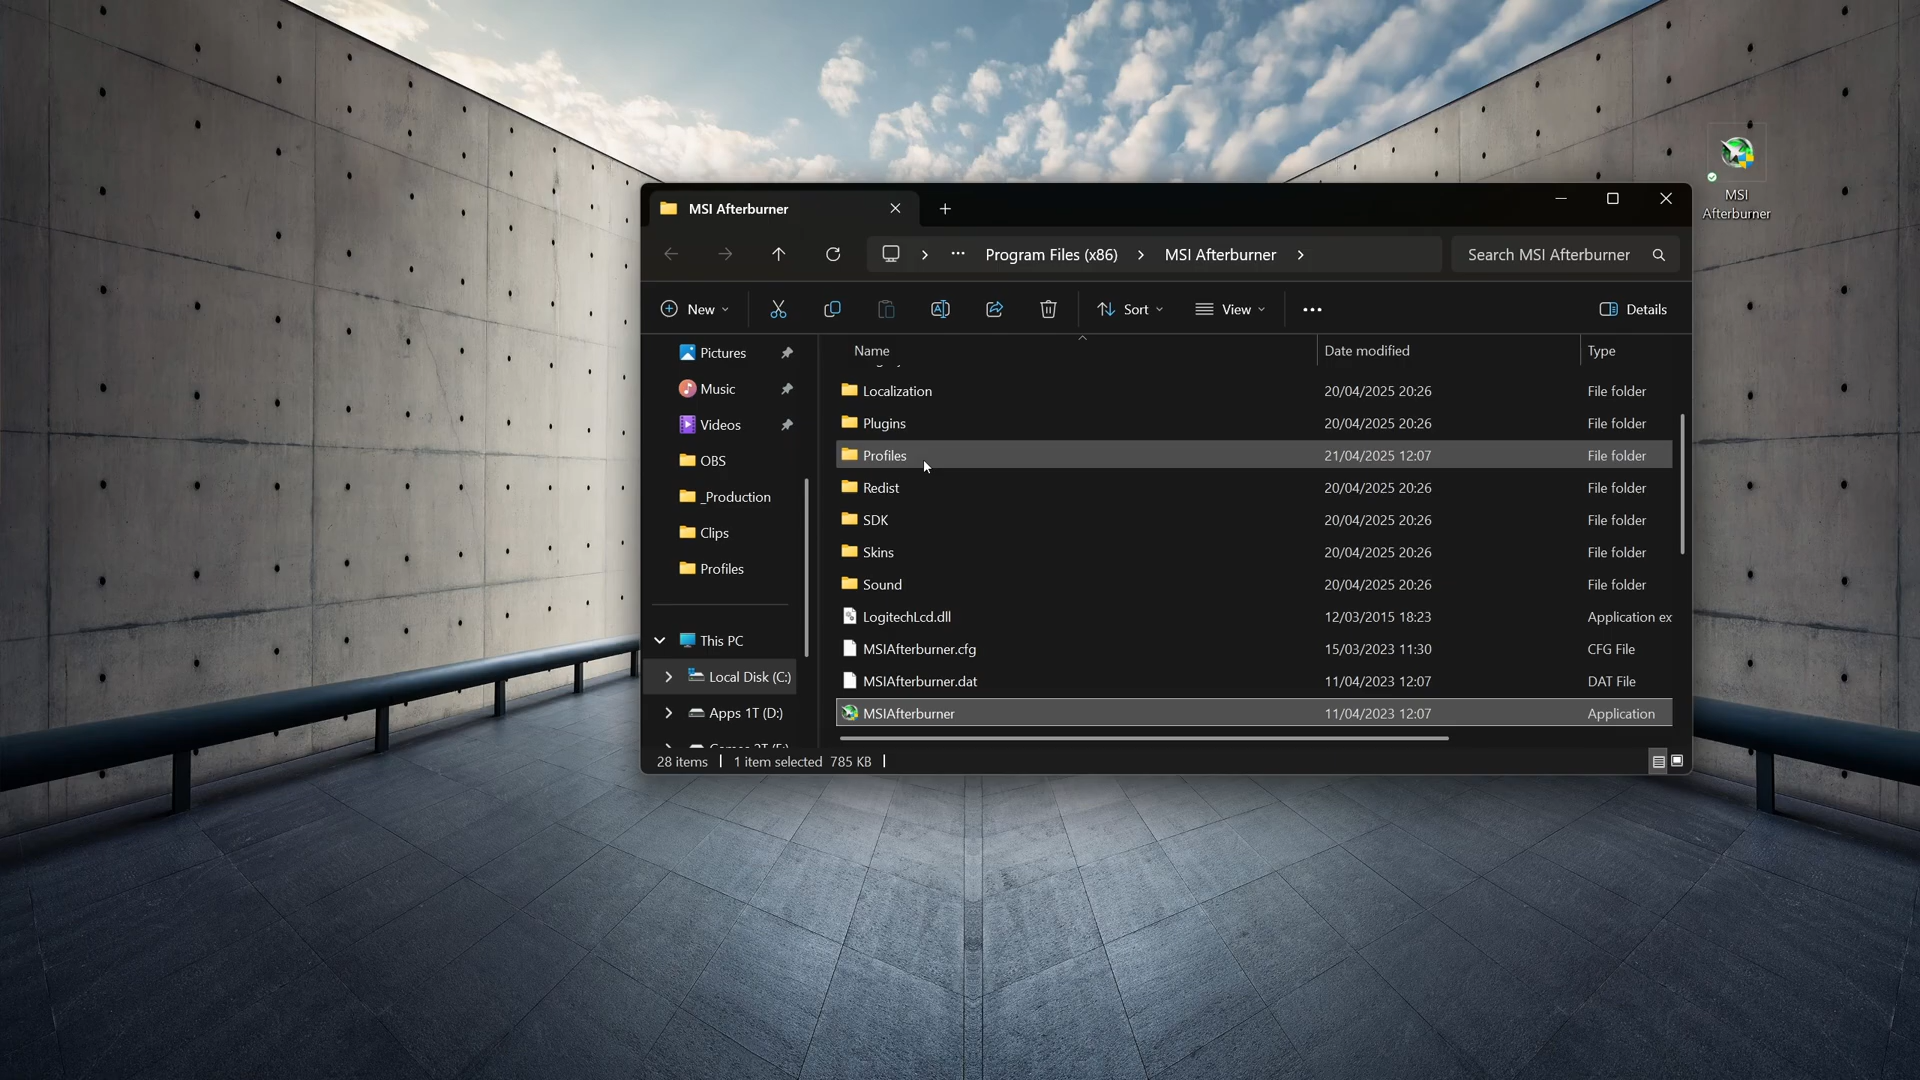 MSI Afterburner
MSI
Afterburner
Program Files (x86) MSI Afterburner
Search MSI Afterburner
New
Sort
View
Details
Pictures
Music
Videos
OBS
_Production
Clips
Profiles
This PC
Local Disk (C:)
Apps 1T (D:)
Name Date modified Type
Localization 20/04/2025 20:26 File folder
Plugins 20/04/2025 20:26 File folder
Profiles 21/04/2025 12:07 File folder
Redist 20/04/2025 20:26 File folder
SDK 20/04/2025 20:26 File folder
Skins 20/04/2025 20:26 File folder
Sound 20/04/2025 20:26 File folder
LogitechLcd.dll 12/03/2015 18:23 Application ex
MSIAfterburner.cfg 15/03/2023 11:30 CFG File
MSIAfterburner.dat 11/04/2023 12:07 DAT File
MSIAfterburner 11/04/2023 12:07 Application
28 items 1 item selected 785 KB